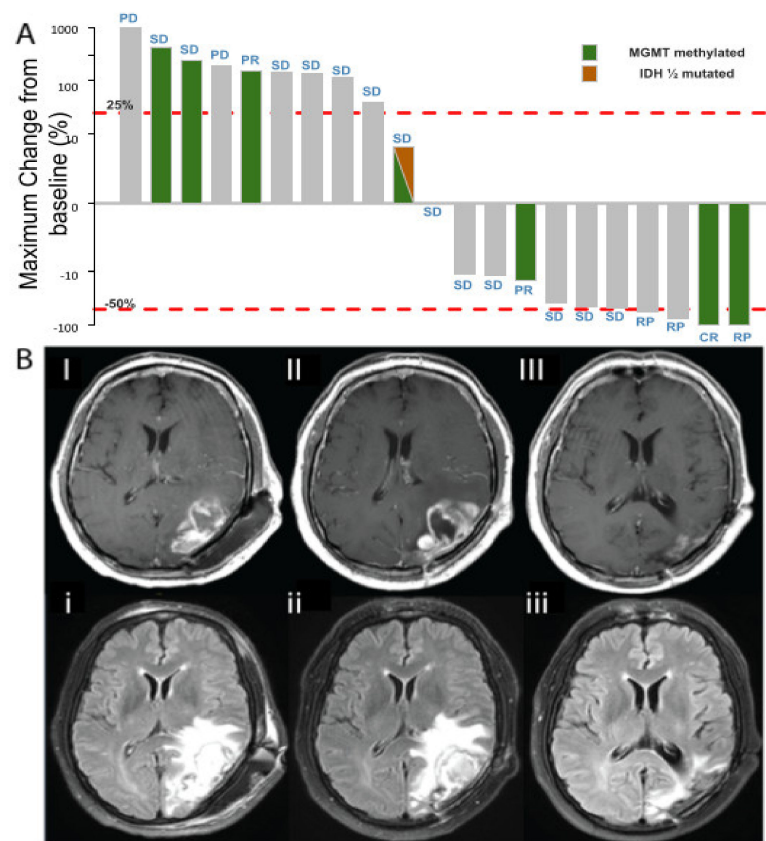 A
Maximum Change from
baseline (%)
1000
100
10
0
-10
-100
25%
-50%
PD
SD
SD
PD
PR
SD
SD
SD
SD
SD
SD
SD
SD
PR
SD
SD
SD
RP
RP
CR
RP
MGMT methylated
IDH ½ mutated
B
I
II
III
i
ii
iii